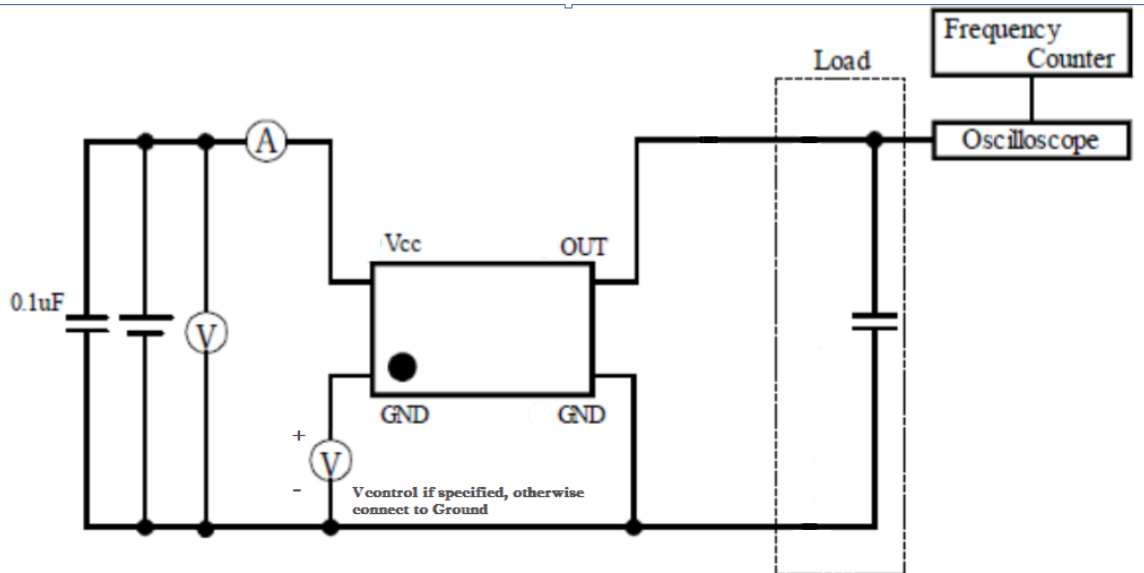 Frequency
Counter
Load
Oscilloscope
A
Vcc
OUT
0.1uF
V
GND
GND
+
V
-
Vcontrol if specified, otherwise
connect to Ground